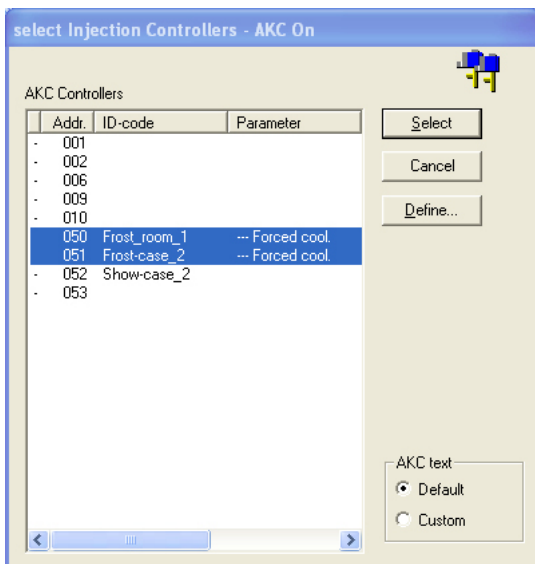 select Injection Controllers - AKC On
AKC Controllers
Addr. ID-code Parameter
- 001
- 002
- 006
- 009
- 010
050 Frost_room_1 --- Forced cool.
051 Frost-case_2 --- Forced cool.
- 052 Show-case_2
- 053
Select
Cancel
Define...
AKC text
Default
Custom